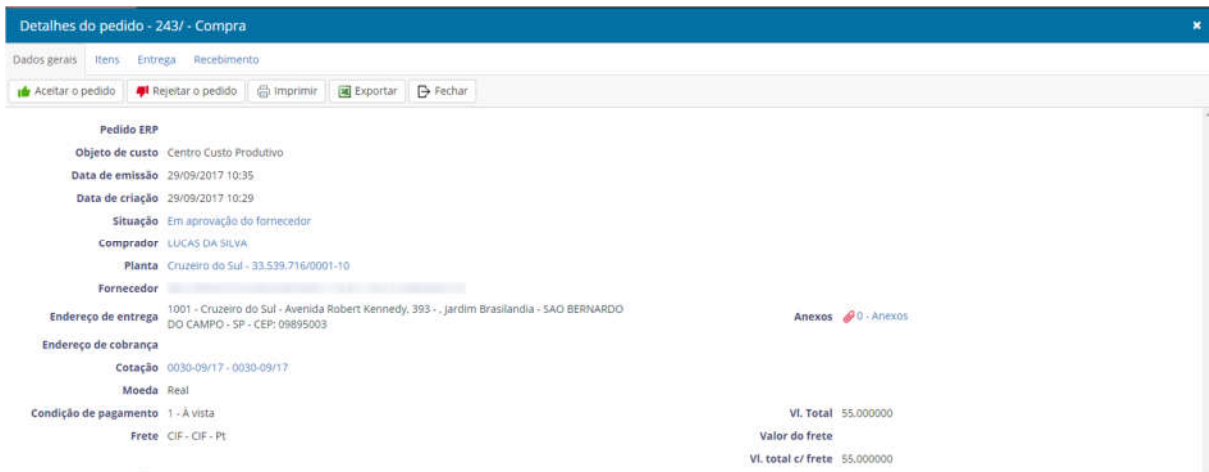 Detalhes do pedido - 243/ - Compra
Dados gerais Itens Entrega Recebimento
Aceitar o pedido Rejeitar o pedido Imprimir Exportar Fechar
Pedido ERP
Objeto de custo Centro Custo Produtivo
Data de emissão 29/09/2017 10:35
Data de criação 29/09/2017 10:29
Situação Em aprovação do fornecedor
Comprador LUCAS DA SILVA
Planta Cruzeiro do Sul - 33.539.716/0001-10
Fornecedor
Endereço de entrega 1001 - Cruzeiro do Sul - Avenida Robert Kennedy, 393 - , Jardim Brasilandia - SAO BERNARDO
DO CAMPO - SP - CEP: 09895003
Anexos 0 - Anexos
Endereço de cobrança
Cotação 0030-09/17 - 0030-09/17
Moeda Real
Condição de pagamento 1 - À vista
Vl. Total 55.000000
Frete CIF - CIF - Pt
Valor do frete
Vl. total c/ frete 55.000000